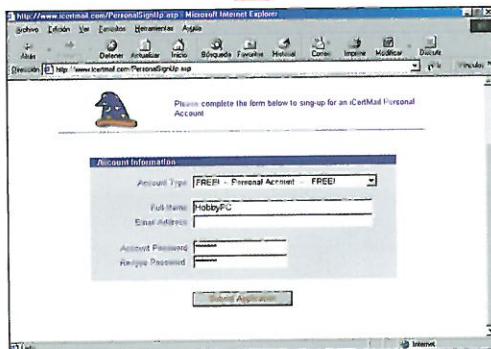 http://www.icertmail.com/PersonalSignUp.asp - Microsoft Internet Explorer
Archivo Edición Ver Favoritos Herramientas Ayuda
Atrás Detener Actualizar Inicio Búsqueda Favoritos Historial Correo Imprimir Modificar Discutir
Dirección http://www.icertmail.com/PersonalSignUp.asp Vínculos
Please complete the form below to sing-up for an iCertMail Personal
Account
Account Information
Account Type FREE! - Personal Account - FREE!
Full Name HobbyPC
Email Address
Account Password *******
Retype Password *******
Submit Application
Listo Internet